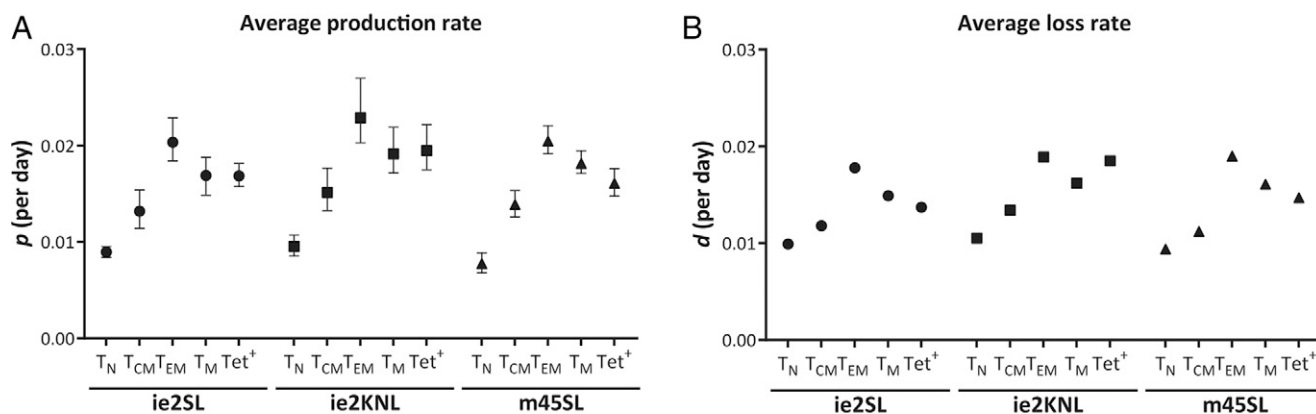 A
Average production rate
p (per day)
0.03
0.02
0.01
0.00
T_N T_CM T_EM T_M Tet⁺ T_N T_CM T_EM T_M Tet⁺ T_N T_CM T_EM T_M Tet⁺
ie2SL ie2KNL m45SL
B
Average loss rate
d (per day)
0.03
0.02
0.01
0.00
T_N T_CM T_EM T_M Tet⁺ T_N T_CM T_EM T_M Tet⁺ T_N T_CM T_EM T_M Tet⁺
ie2SL ie2KNL m45SL